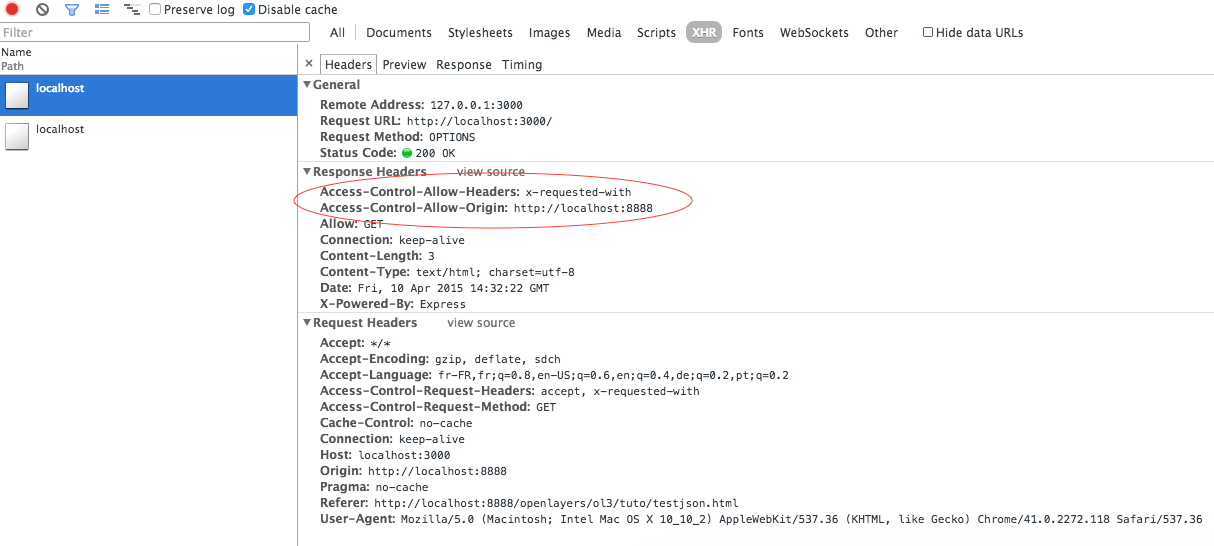 Preserve log Disable cache
Filter All Documents Stylesheets Images Media Scripts XHR Fonts WebSockets Other Hide data URLs
Name
Path
× Headers Preview Response Timing
localhost
localhost
General
Remote Address: 127.0.0.1:3000
Request URL: http://localhost:3000/
Request Method: OPTIONS
Status Code: 200 OK
Response Headers view source
Access-Control-Allow-Headers: x-requested-with
Access-Control-Allow-Origin: http://localhost:8888
Allow: GET
Connection: keep-alive
Content-Length: 3
Content-Type: text/html; charset=utf-8
Date: Fri, 10 Apr 2015 14:32:22 GMT
X-Powered-By: Express
Request Headers view source
Accept: */*
Accept-Encoding: gzip, deflate, sdch
Accept-Language: fr-FR,fr;q=0.8,en-US;q=0.6,en;q=0.4,de;q=0.2,pt;q=0.2
Access-Control-Request-Headers: accept, x-requested-with
Access-Control-Request-Method: GET
Cache-Control: no-cache
Connection: keep-alive
Host: localhost:3000
Origin: http://localhost:8888
Pragma: no-cache
Referer: http://localhost:8888/openlayers/ol3/tuto/testjson.html
User-Agent: Mozilla/5.0 (Macintosh; Intel Mac OS X 10_10_2) AppleWebKit/537.36 (KHTML, like Gecko) Chrome/41.0.2272.118 Safari/537.36